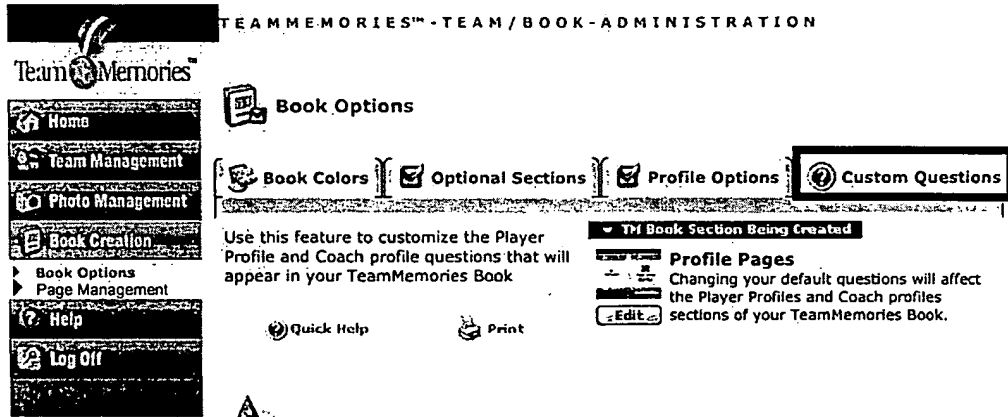 TEAMMEMORIES™-TEAM/BOOK-ADMINISTRATION
Team Memories™
Home
Team Management
Photo Management
Book Creation
Book Options
Page Management
Help
Log Off
Book Options
Book Colors
Optional Sections
Profile Options
Custom Questions
Use this feature to customize the Player
Profile and Coach profile questions that will
appear in your TeamMemories Book
Quick Help
Print
TM Book Section Being Created
Profile Pages
Changing your default questions will affect
the Player Profiles and Coach profiles
sections of your TeamMemories Book.
Edit